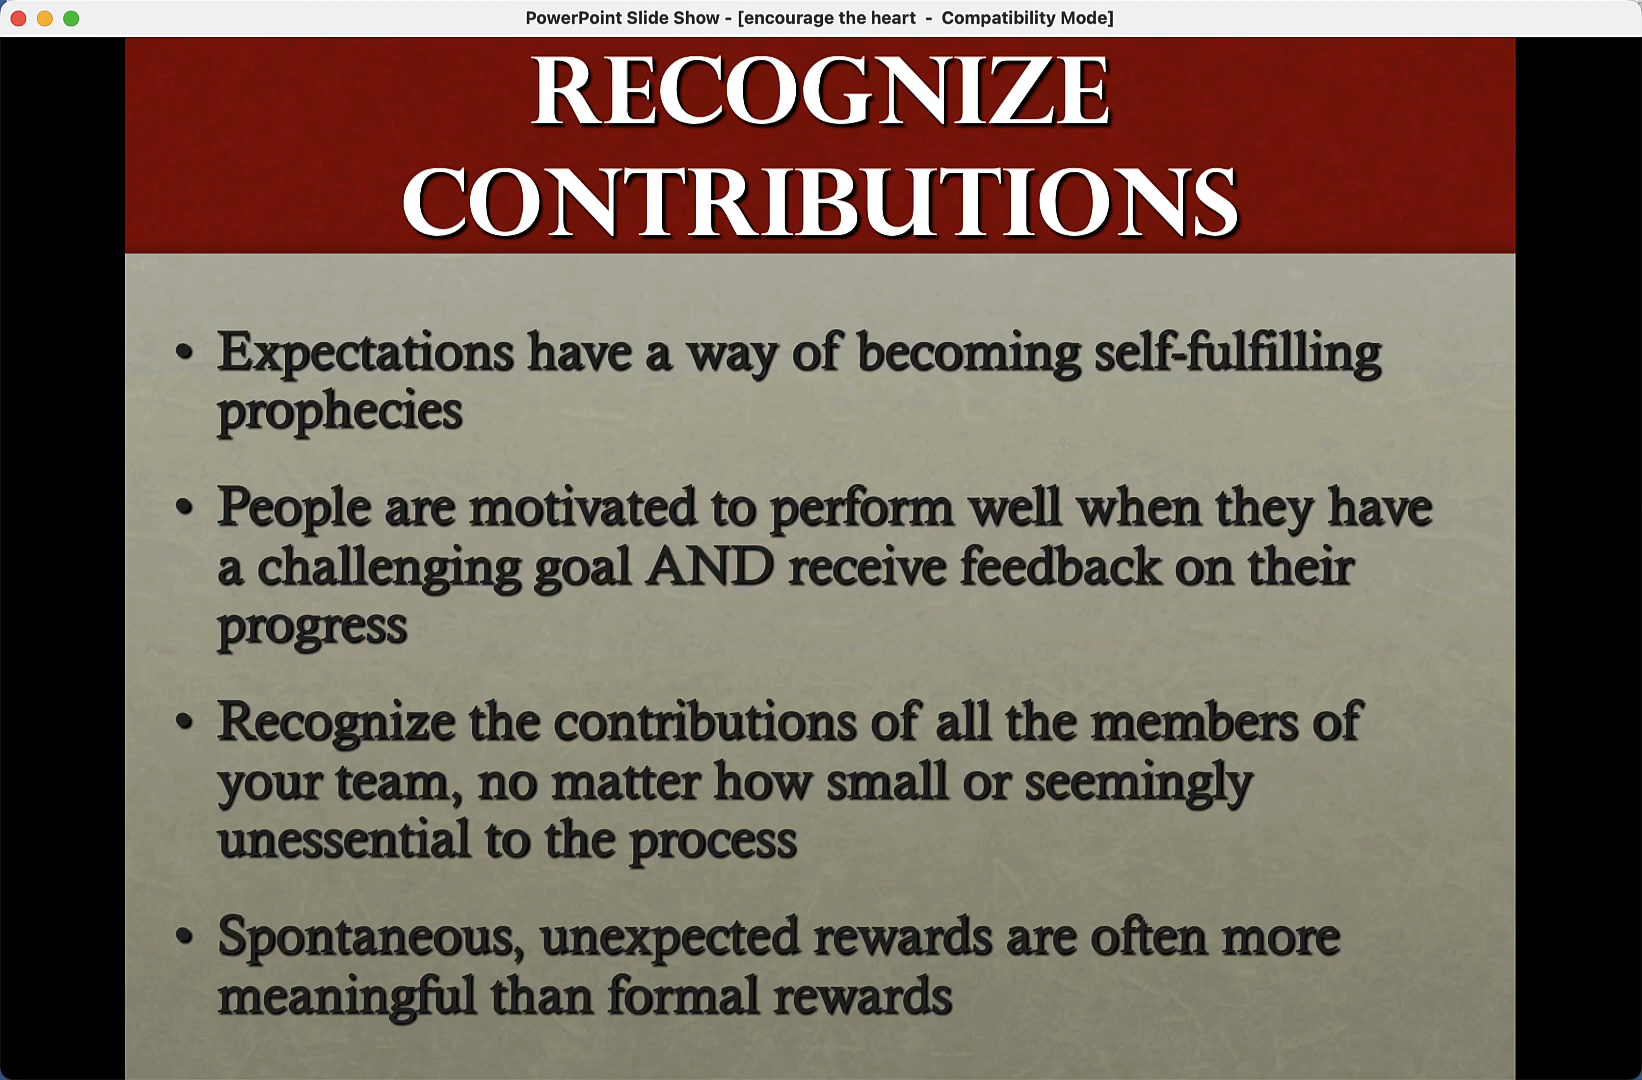 PowerPoint Slide Show - [encourage the heart  -  Compatibility Mode]
RECOGNIZE
CONTRIBUTIONS
• Expectations have a way of becoming self-fulfilling
prophecies
• People are motivated to perform well when they have
a challenging goal AND receive feedback on their
progress
• Recognize the contributions of all the members of
your team, no matter how small or seemingly
unessential to the process
• Spontaneous, unexpected rewards are often more
meaningful than formal rewards